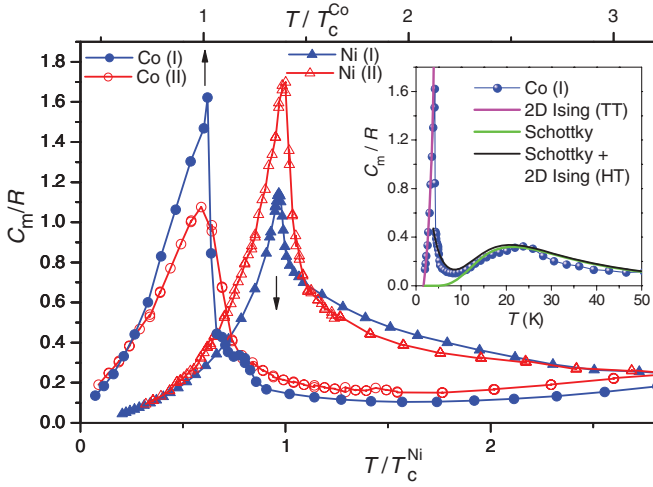 T/T_c^Co
1 2 3
Co (I)
Co (II)
Ni (I)
Ni (II)
1.8
1.6
1.4
1.2
1.0
0.8
0.6
0.4
0.2
0.0
C_m/R
0 1 2
T/T_c^Ni
1.6
1.2
0.8
0.4
0.0
C_m / R
Co (I)
2D Ising (TT)
Schottky
Schottky +
2D Ising (HT)
0 10 20 30 40 50
T (K)